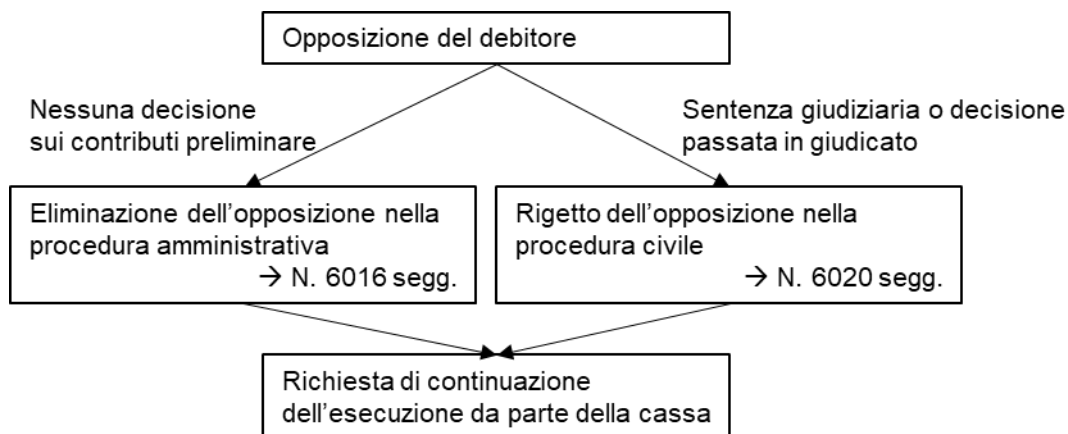 Opposizione del debitore
Nessuna decisione
sui contributi preliminare
Sentenza giudiziaria o decisione
passata in giudicato
Eliminazione dell'opposizione nella
procedura amministrativa
→ N. 6016 segg.
Rigetto dell'opposizione nella
procedura civile
→ N. 6020 segg.
Richiesta di continuazione
dell'esecuzione da parte della cassa